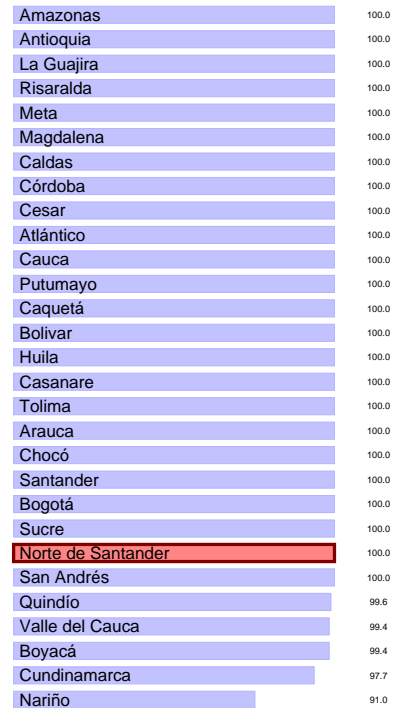 Amazonas 100.0
Antioquia 100.0
La Guajira 100.0
Risaralda 100.0
Meta 100.0
Magdalena 100.0
Caldas 100.0
Córdoba 100.0
Cesar 100.0
Atlántico 100.0
Cauca 100.0
Putumayo 100.0
Caquetá 100.0
Bolivar 100.0
Huila 100.0
Casanare 100.0
Tolima 100.0
Arauca 100.0
Chocó 100.0
Santander 100.0
Bogotá 100.0
Sucre 100.0
Norte de Santander 100.0
San Andrés 100.0
Quindío 99.6
Valle del Cauca 99.4
Boyacá 99.4
Cundinamarca 97.7
Nariño 91.0